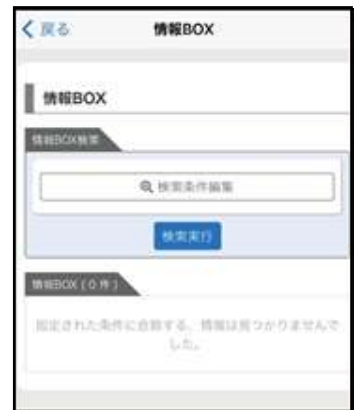 戻る 情報BOX
情報BOX
情報BOX検索
検索条件編集
検索実行
情報BOX ( 0 件 )
設定された条件に合致する、情報は見つかりませんで
した。